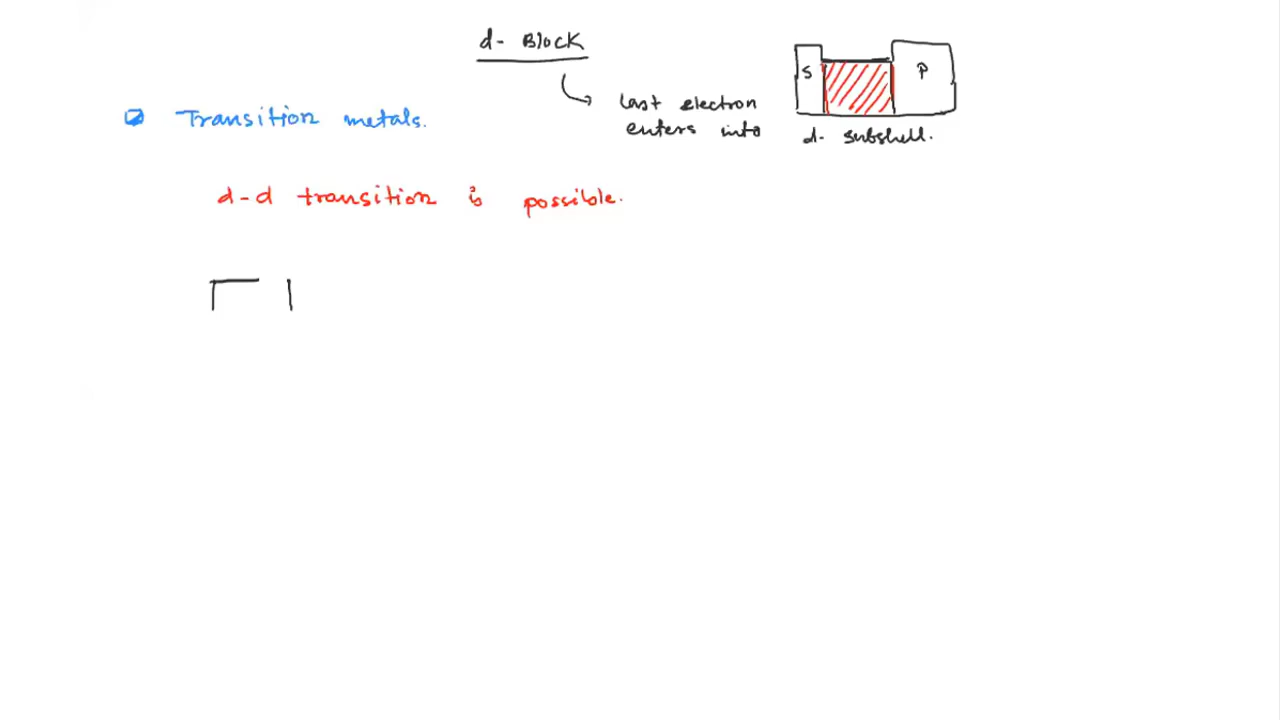 d- Block
S
P
last electron
enters into d- subshell.
Transition metals.
d-d transition is possible.